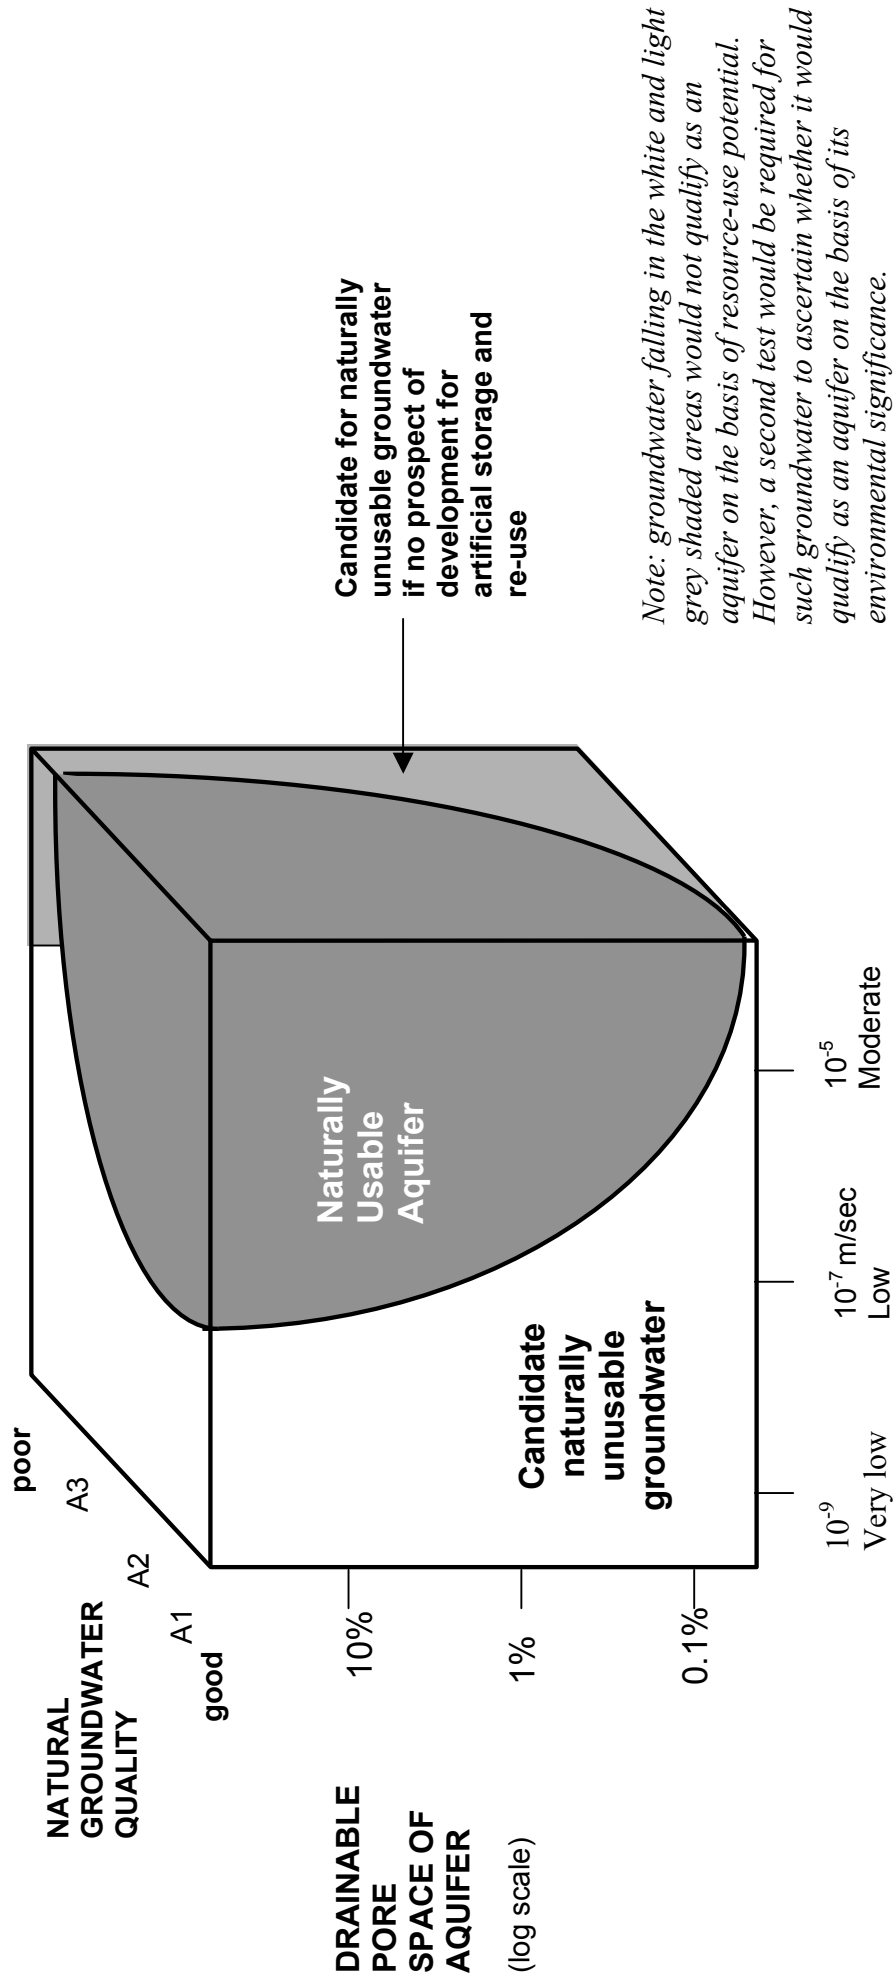 NATURAL
GROUNDWATER
QUALITY
poor
A3
A2
A1
good
DRAINABLE
PORE
SPACE OF
AQUIFER
(log scale)
10%
1%
0.1%
Naturally
Usable
Aquifer
Candidate
naturally
unusable
groundwater
Candidate for naturally
unusable groundwater
if no prospect of
development for
artificial storage and
re-use
10⁻⁹
Very low
10⁻⁷ m/sec
Low
10⁻⁵
Moderate
Note: groundwater falling in the white and light
grey shaded areas would not qualify as an
aquifer on the basis of resource-use potential.
However, a second test would be required for
such groundwater to ascertain whether it would
qualify as an aquifer on the basis of its
environmental significance.